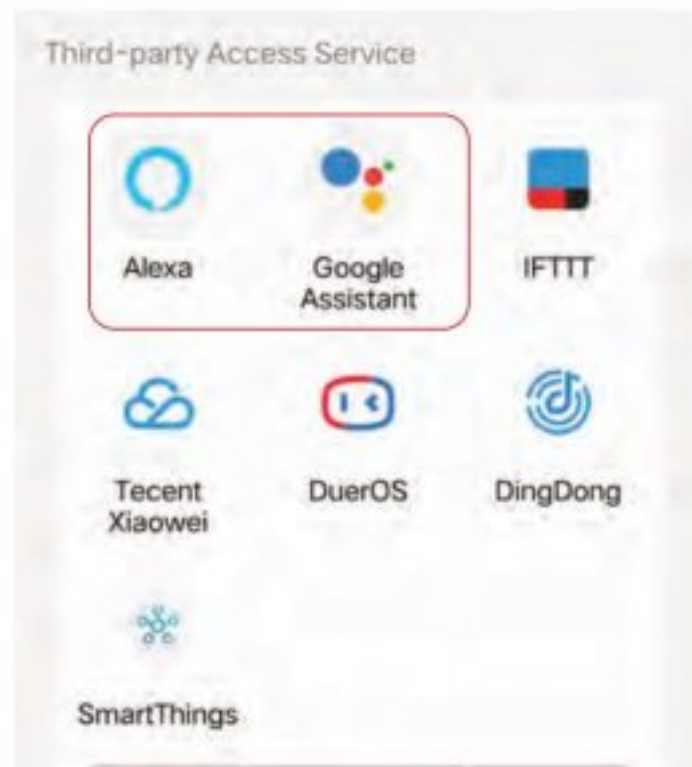 Third-party Access Service
Alexa
Google
Assistant
IFTTT
Tecent
Xiaowei
DuerOS
DingDong
SmartThings